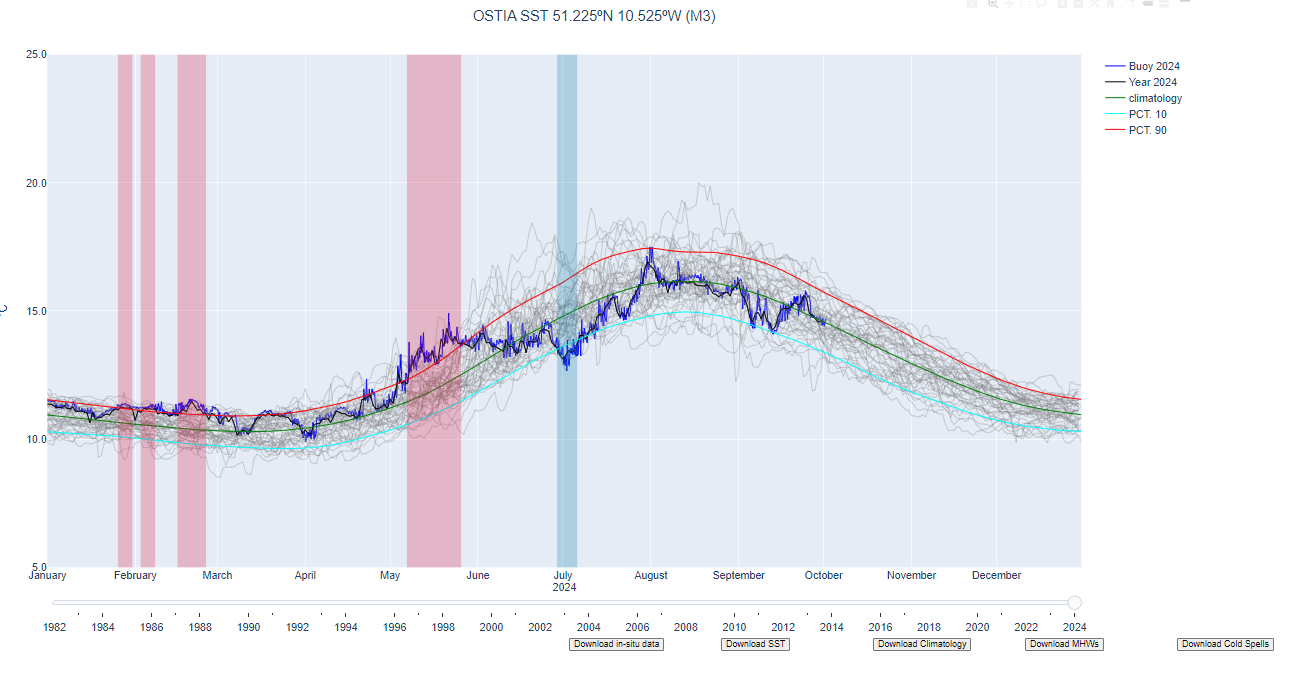 OSTIA SST 51.225ºN 10.525ºW (M3)
25.0
20.0
15.0
10.0
5.0
°C
Buoy 2024
Year 2024
climatology
PCT. 10
PCT. 90
January February March April May June July August September October November December
2024
1982 1984 1986 1988 1990 1992 1994 1996 1998 2000 2002 2004 2006 2008 2010 2012 2014 2016 2018 2020 2022 2024
Download in-situ data Download SST Download Climatology Download MHWs Download Cold Spells